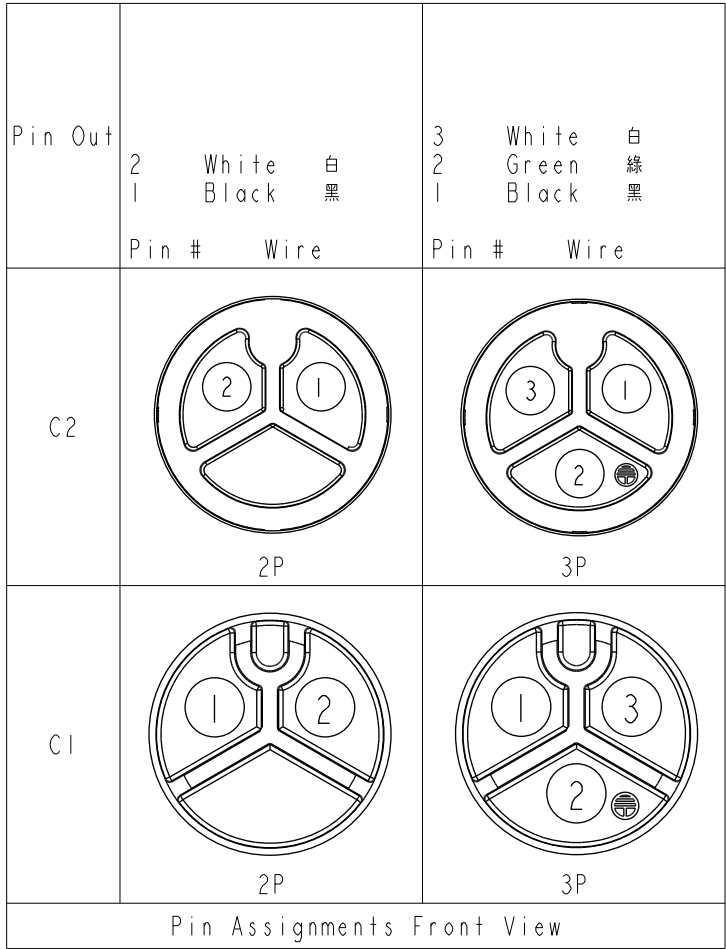 Pin Out
2 White 白
1 Black 黑
Pin # Wire
3 White 白
2 Green 綠
1 Black 黑
Pin # Wire
C2
2 1
2P
3 1
2
3P
C1
1 2
2P
1 3
2
3P
Pin Assignments Front View